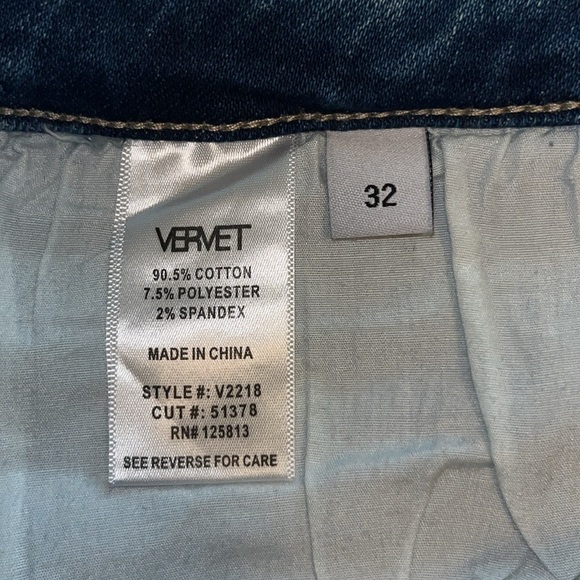 VERVET
90.5% COTTON
7.5% POLYESTER
2% SPANDEX
MADE IN CHINA
STYLE #: V2218
CUT #: 51378
RN# 125813
SEE REVERSE FOR CARE
32